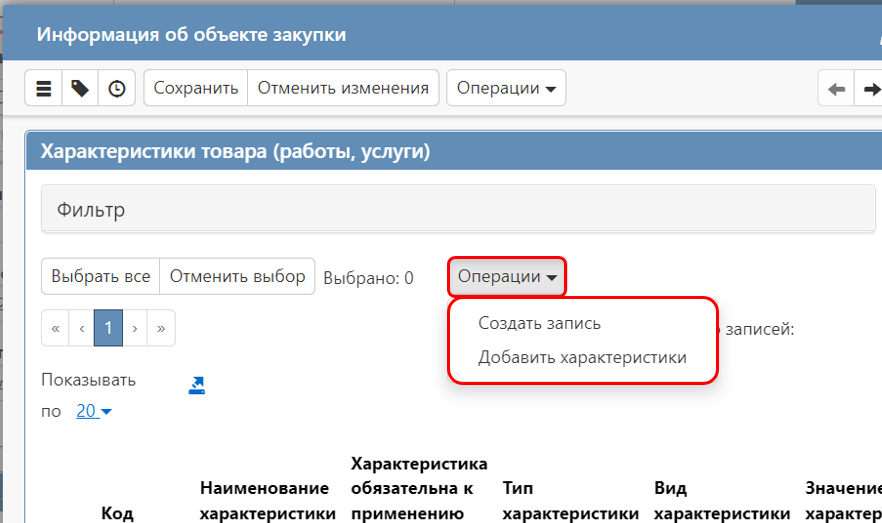 Информация об объекте закупки
Сохранить Отменить изменения Операции
Характеристики товара (работы, услуги)
Фильтр
Выбрать все Отменить выбор Выбрано: 0 Операции
« ‹ 1 › »
Создать запись
записей:
Добавить характеристики
Показывать
по 20
Код
Наименование
характеристики
Характеристика
обязательна к
применению
Тип
характеристики
Вид
характеристики